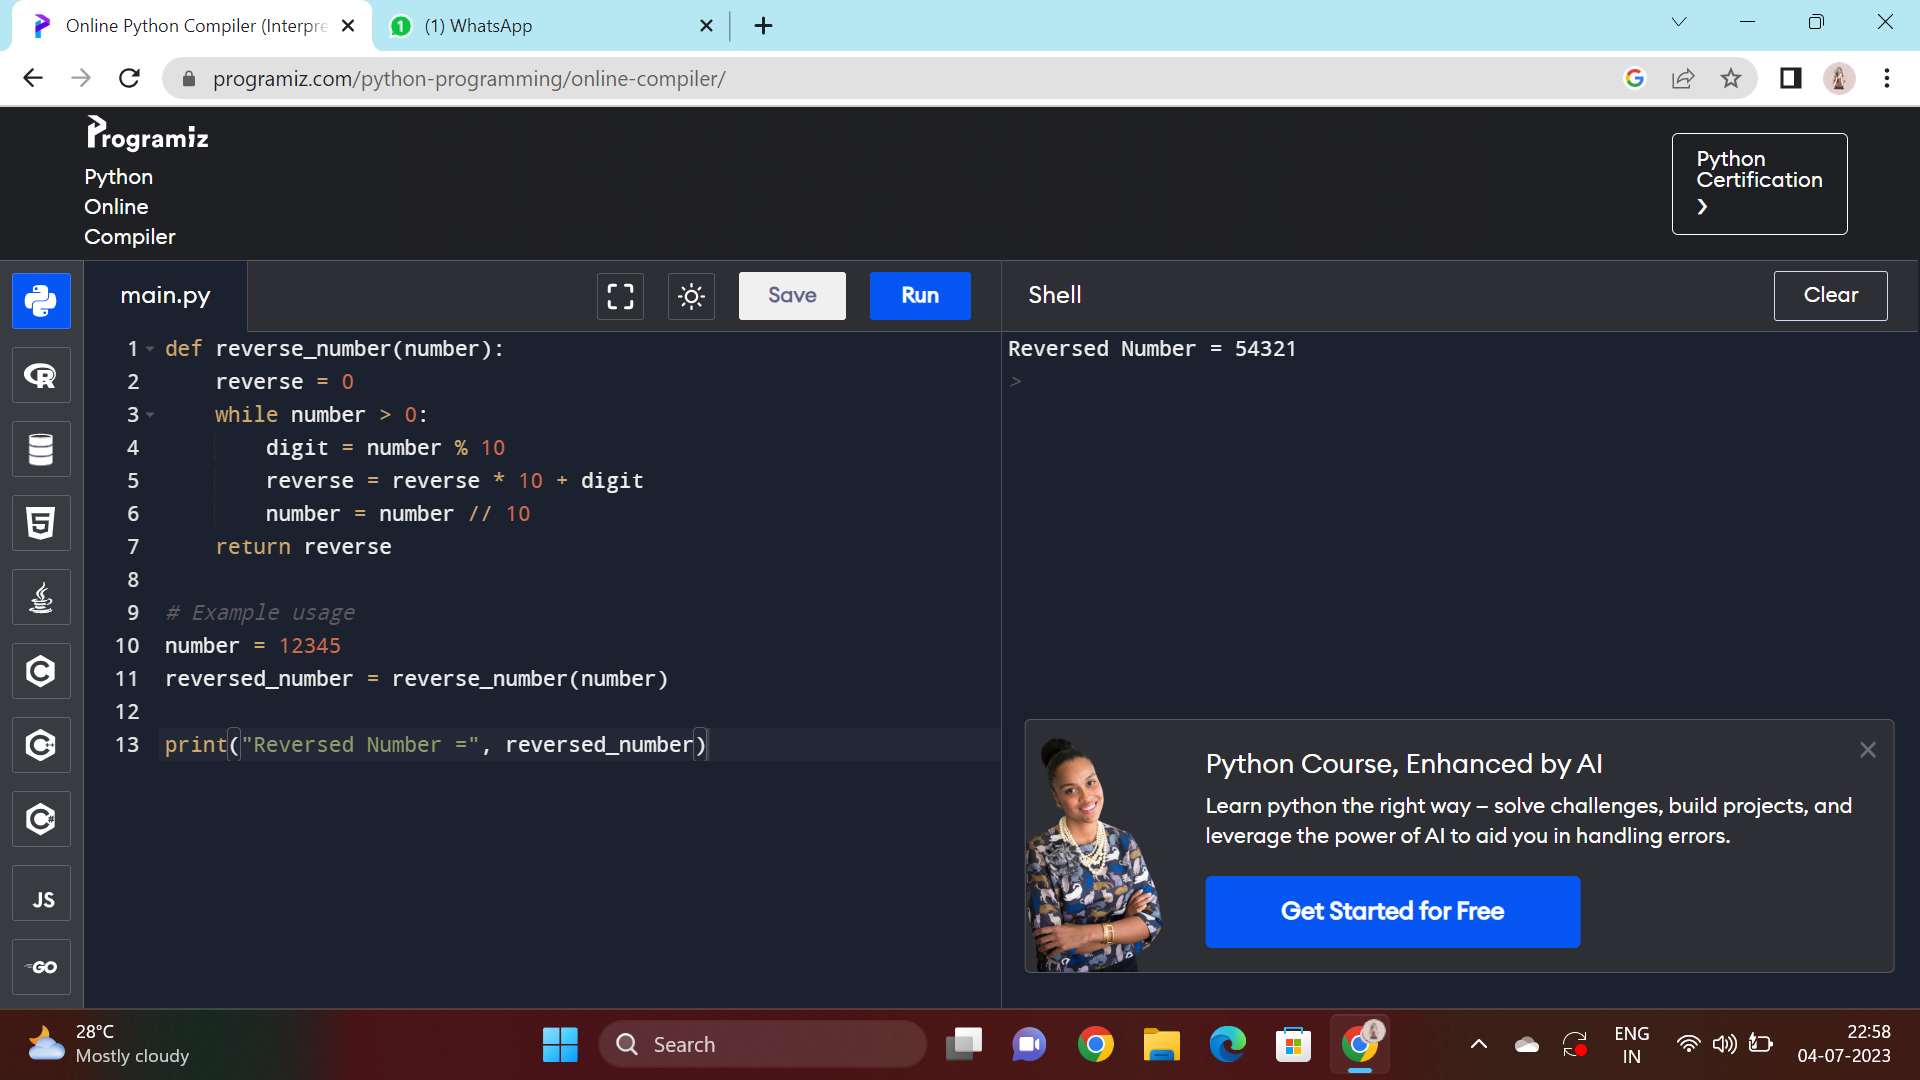 Online Python Compiler (Interpre
(1) WhatsApp
programiz.com/python-programming/online-compiler/
Programiz
Python
Online
Compiler
Python
Certification
main.py
Save
Run
Shell
Clear
1 def reverse_number(number):
2 reverse = 0
3 while number > 0:
4 digit = number % 10
5 reverse = reverse * 10 + digit
6 number = number // 10
7 return reverse
8
9 # Example usage
10 number = 12345
11 reversed_number = reverse_number(number)
12
13 print("Reversed Number =", reversed_number)
Reversed Number = 54321
>
JS
GO
Python Course, Enhanced by AI
Learn python the right way – solve challenges, build projects, and
leverage the power of AI to aid you in handling errors.
Get Started for Free
28°C
Mostly cloudy
Search
ENG
IN
22:58
04-07-2023